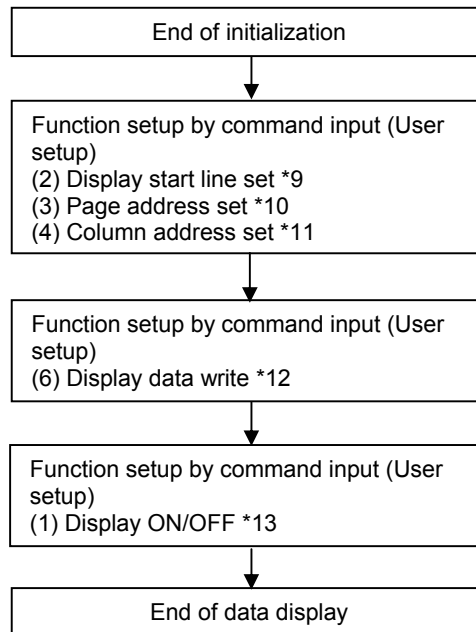 End of initialization
Function setup by command input (User
setup)
(2) Display start line set *9
(3) Page address set *10
(4) Column address set *11
Function setup by command input (User
setup)
(6) Display data write *12
Function setup by command input (User
setup)
(1) Display ON/OFF *13
End of data display